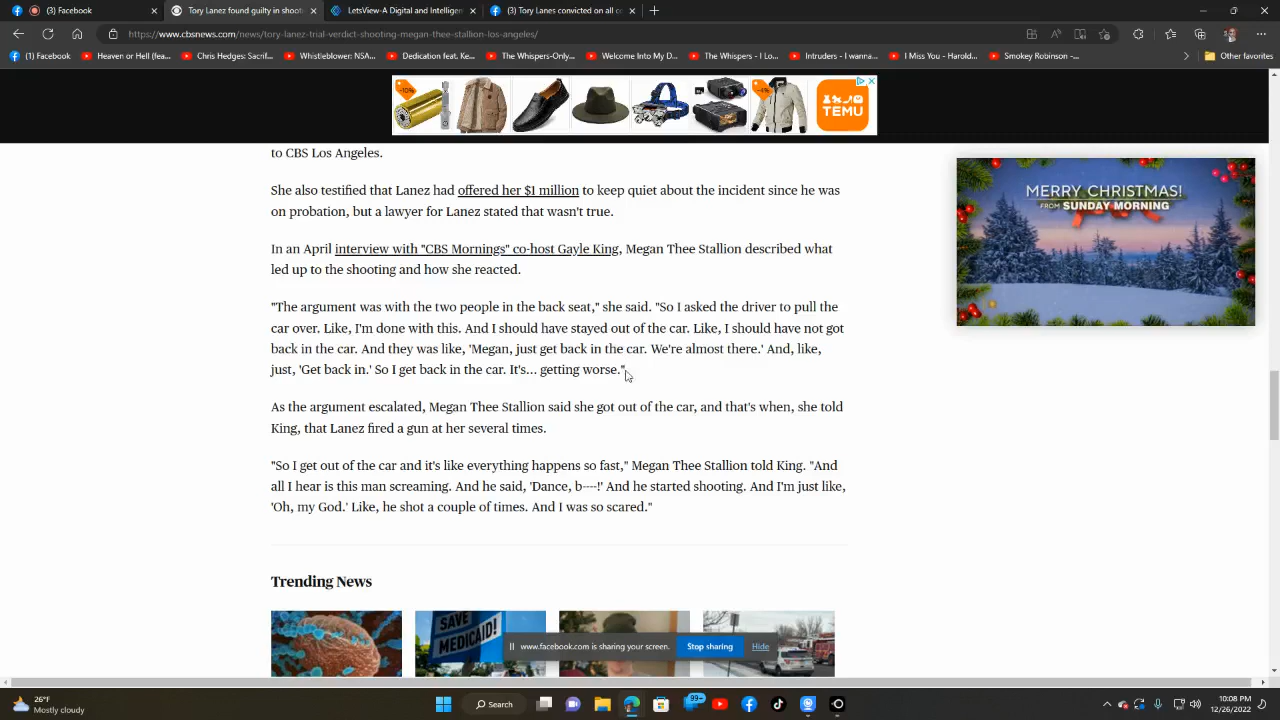 (3) Facebook
Tory Lanez found guilty in shooti
LetsView-A Digital and Intelligen
(3) Tory Lanez convicted on all co
https://www.cbsnews.com/news/tory-lanez-trial-verdict-shooting-megan-thee-stallion-los-angeles/
(1) Facebook
Heaven or Hell (fea...
Chris Hedges: Sacrif...
Whistleblower: NSA...
Dedication feat. Ke...
The Whispers-Only...
Welcome Into My D...
The Whispers - I Lo...
Intruders - I wanna...
I Miss You - Harold...
Smokey Robinson –...
Other favorites
-10%
-4%
TEMU
to CBS Los Angeles.
She also testified that Lanez had offered her $1 million to keep quiet about the incident since he was
on probation, but a lawyer for Lanez stated that wasn't true.
In an April interview with "CBS Mornings" co-host Gayle King, Megan Thee Stallion described what
led up to the shooting and how she reacted.
"The argument was with the two people in the back seat," she said. "So I asked the driver to pull the
car over. Like, I'm done with this. And I should have stayed out of the car. Like, I should have not got
back in the car. And they was like, 'Megan, just get back in the car. We're almost there.' And, like,
just, 'Get back in.' So I get back in the car. It's... getting worse."
As the argument escalated, Megan Thee Stallion said she got out of the car, and that's when, she told
King, that Lanez fired a gun at her several times.
"So I get out of the car and it's like everything happens so fast," Megan Thee Stallion told King. "And
all I hear is this man screaming. And he said, 'Dance, b----!' And he started shooting. And I'm just like,
'Oh, my God.' Like, he shot a couple of times. And I was so scared."
MERRY CHRISTMAS!
FROM SUNDAY MORNING
Trending News
SAVE
MEDICAID!
www.facebook.com is sharing your screen.
Stop sharing
Hide
26°F
Mostly cloudy
Search
99+
10:08 PM
12/26/2022